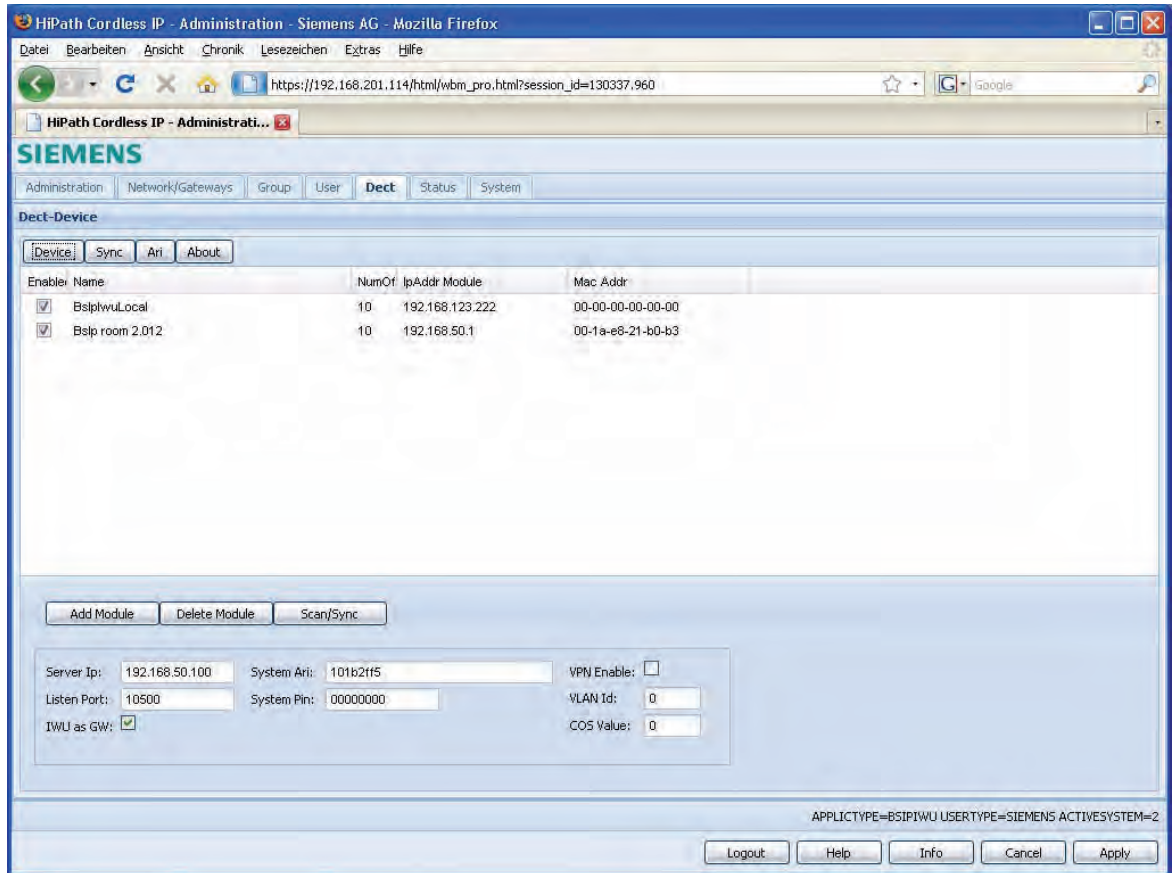 HiPath Cordless IP - Administration - Siemens AG - Mozilla Firefox
Datei Bearbeiten Ansicht Chronik Lesezeichen Extras Hilfe
https://192.168.201.114/html/wbm_pro.html?session_id=130337.960 G Google
HiPath Cordless IP - Administrati...
SIEMENS
Administration Network/Gateways Group User Dect Status System
Dect-Device
Device Sync Ari About
Enable Name NumOf IpAddr Module Mac Addr
BsIpIwuLocal 10 192.168.123.222 00-00-00-00-00-00
BsIp room 2.012 10 192.168.50.1 00-1a-e8-21-b0-b3
Add Module Delete Module Scan/Sync
Server Ip: 192.168.50.100 System Ari: 101b2ff5 VPN Enable:
Listen Port: 10500 System Pin: 00000000 VLAN Id: 0
IWU as GW: COS Value: 0
APPLICTYPE=BSIPIWU USERTYPE=SIEMENS ACTIVESYSTEM=2
Logout Help Info Cancel Apply